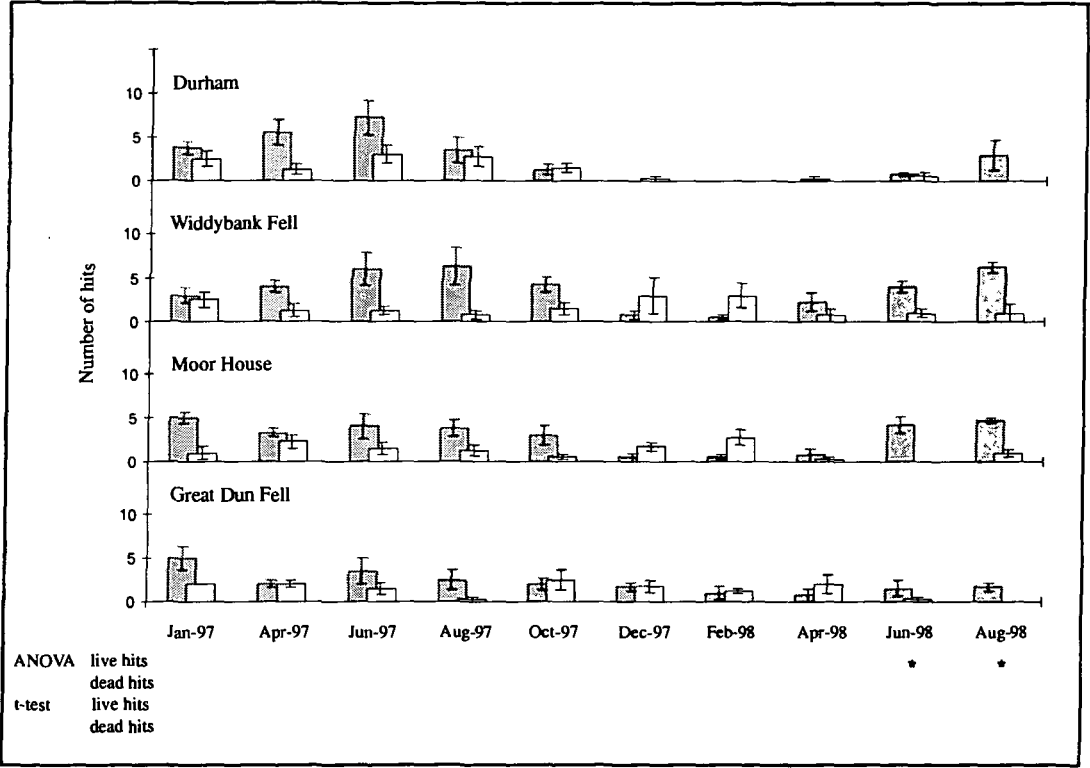 Durham
10
5
0
Widdybank Fell
10
5
0
Number of hits
Moor House
10
5
0
Great Dun Fell
10
5
0
Jan-97 Apr-97 Jun-97 Aug-97 Oct-97 Dec-97 Feb-98 Apr-98 Jun-98 Aug-98
ANOVA live hits * *
dead hits
t-test live hits
dead hits